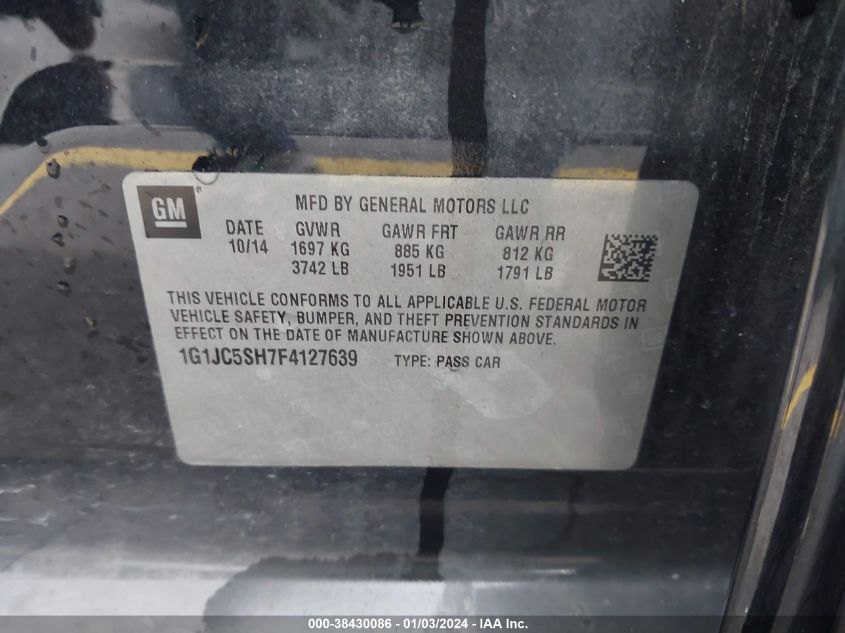 GM
MFD BY GENERAL MOTORS LLC
DATE GVWR GAWR FRT GAWR RR
10/14 1697 KG 885 KG 812 KG
3742 LB 1951 LB 1791 LB
THIS VEHICLE CONFORMS TO ALL APPLICABLE U.S. FEDERAL MOTOR
VEHICLE SAFETY, BUMPER, AND THEFT PREVENTION STANDARDS IN
EFFECT ON THE DATE OF MANUFACTURE SHOWN ABOVE.
1G1JC5SH7F4127639 TYPE: PASS CAR
000-38430086 - 01/03/2024 - IAA Inc.